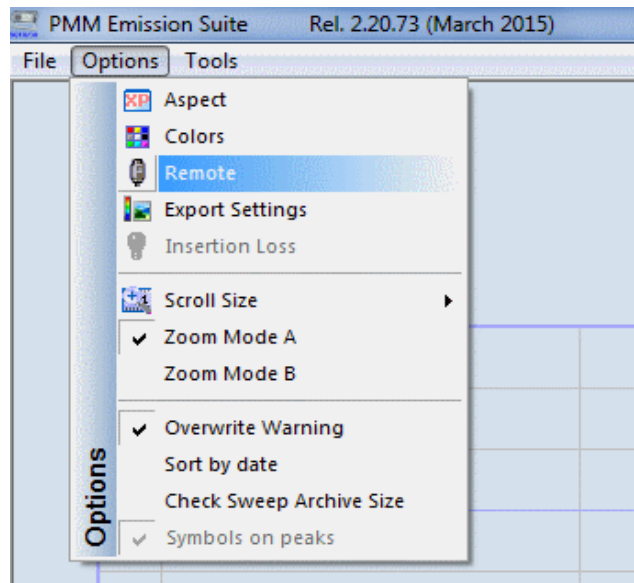 PMM Emission Suite Rel. 2.20.73 (March 2015)
File Options Tools
XP Aspect
Colors
Remote
Export Settings
Insertion Loss
Scroll Size
Zoom Mode A
Zoom Mode B
Overwrite Warning
Sort by date
Check Sweep Archive Size
Symbols on peaks
Options